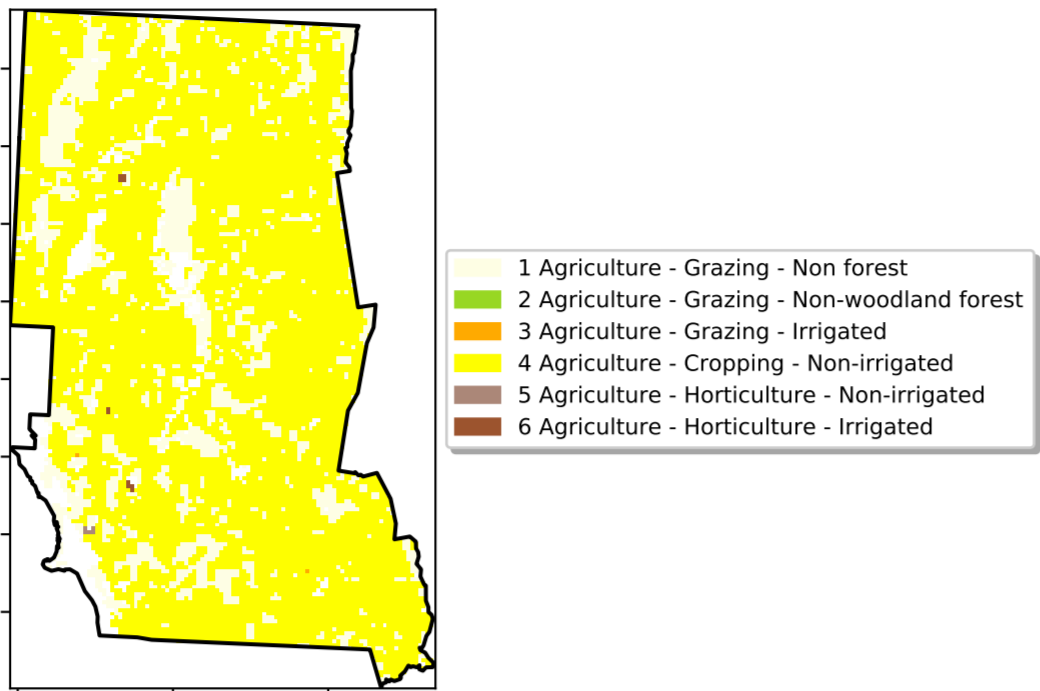 1 Agriculture - Grazing - Non forest
2 Agriculture - Grazing - Non-woodland forest
3 Agriculture - Grazing - Irrigated
4 Agriculture - Cropping - Non-irrigated
5 Agriculture - Horticulture - Non-irrigated
6 Agriculture - Horticulture - Irrigated